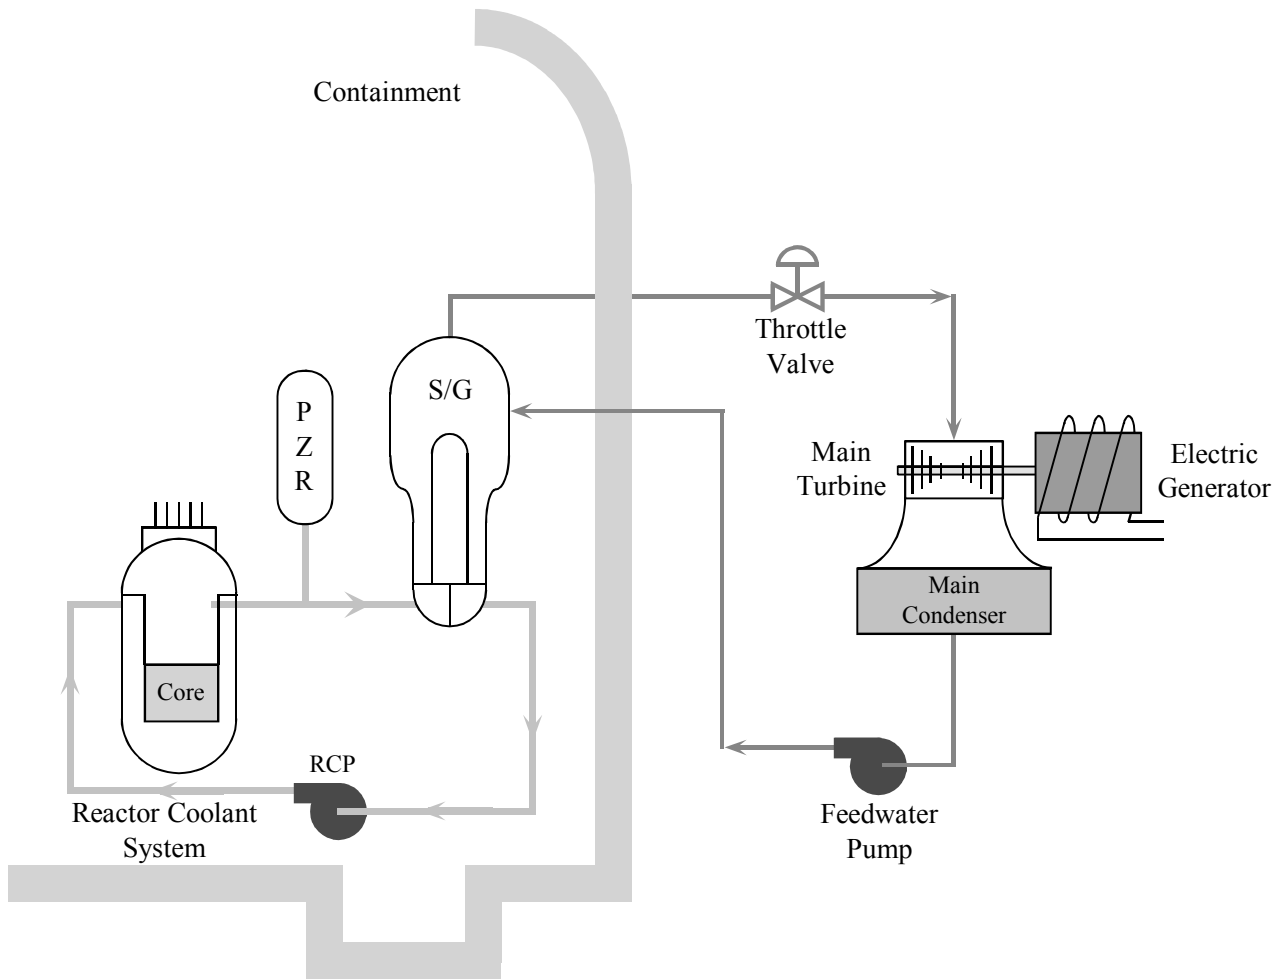 Containment
Throttle
Valve
S/G
P
Z
R
Main
Turbine
Electric
Generator
Main
Condenser
Core
RCP
Reactor Coolant
System
Feedwater
Pump